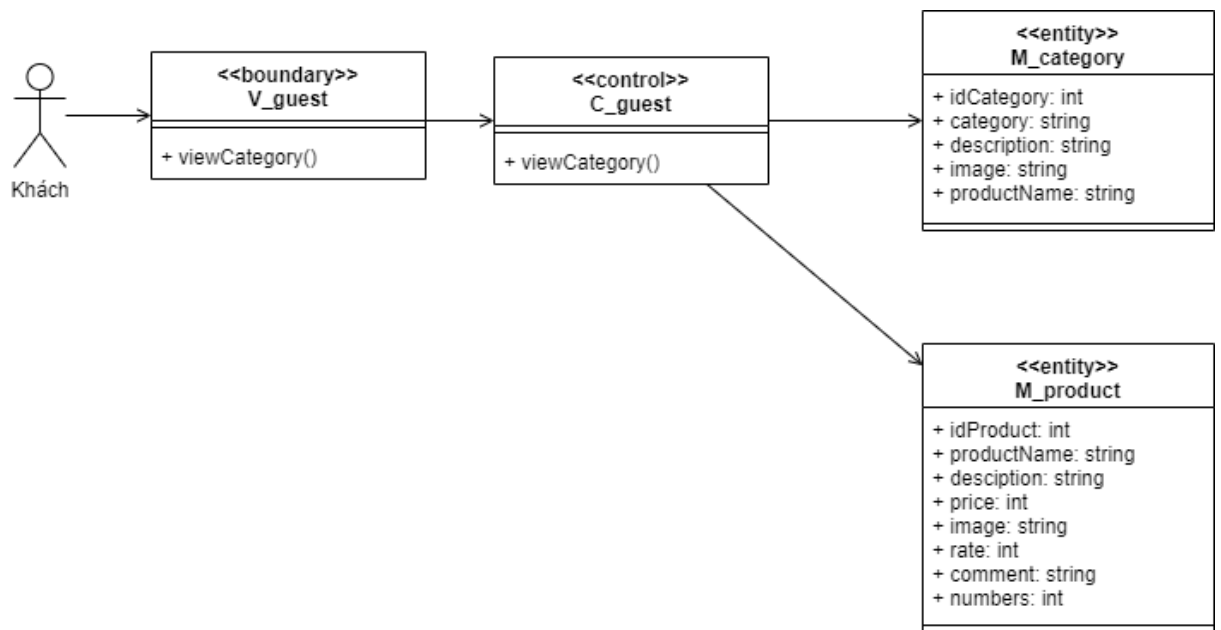 Khách
<<boundary>>
V_guest
+ viewCategory()
<<control>>
C_guest
+ viewCategory()
<<entity>>
M_category
+ idCategory: int
+ category: string
+ description: string
+ image: string
+ productName: string
<<entity>>
M_product
+ idProduct: int
+ productName: string
+ desciption: string
+ price: int
+ image: string
+ rate: int
+ comment: string
+ numbers: int